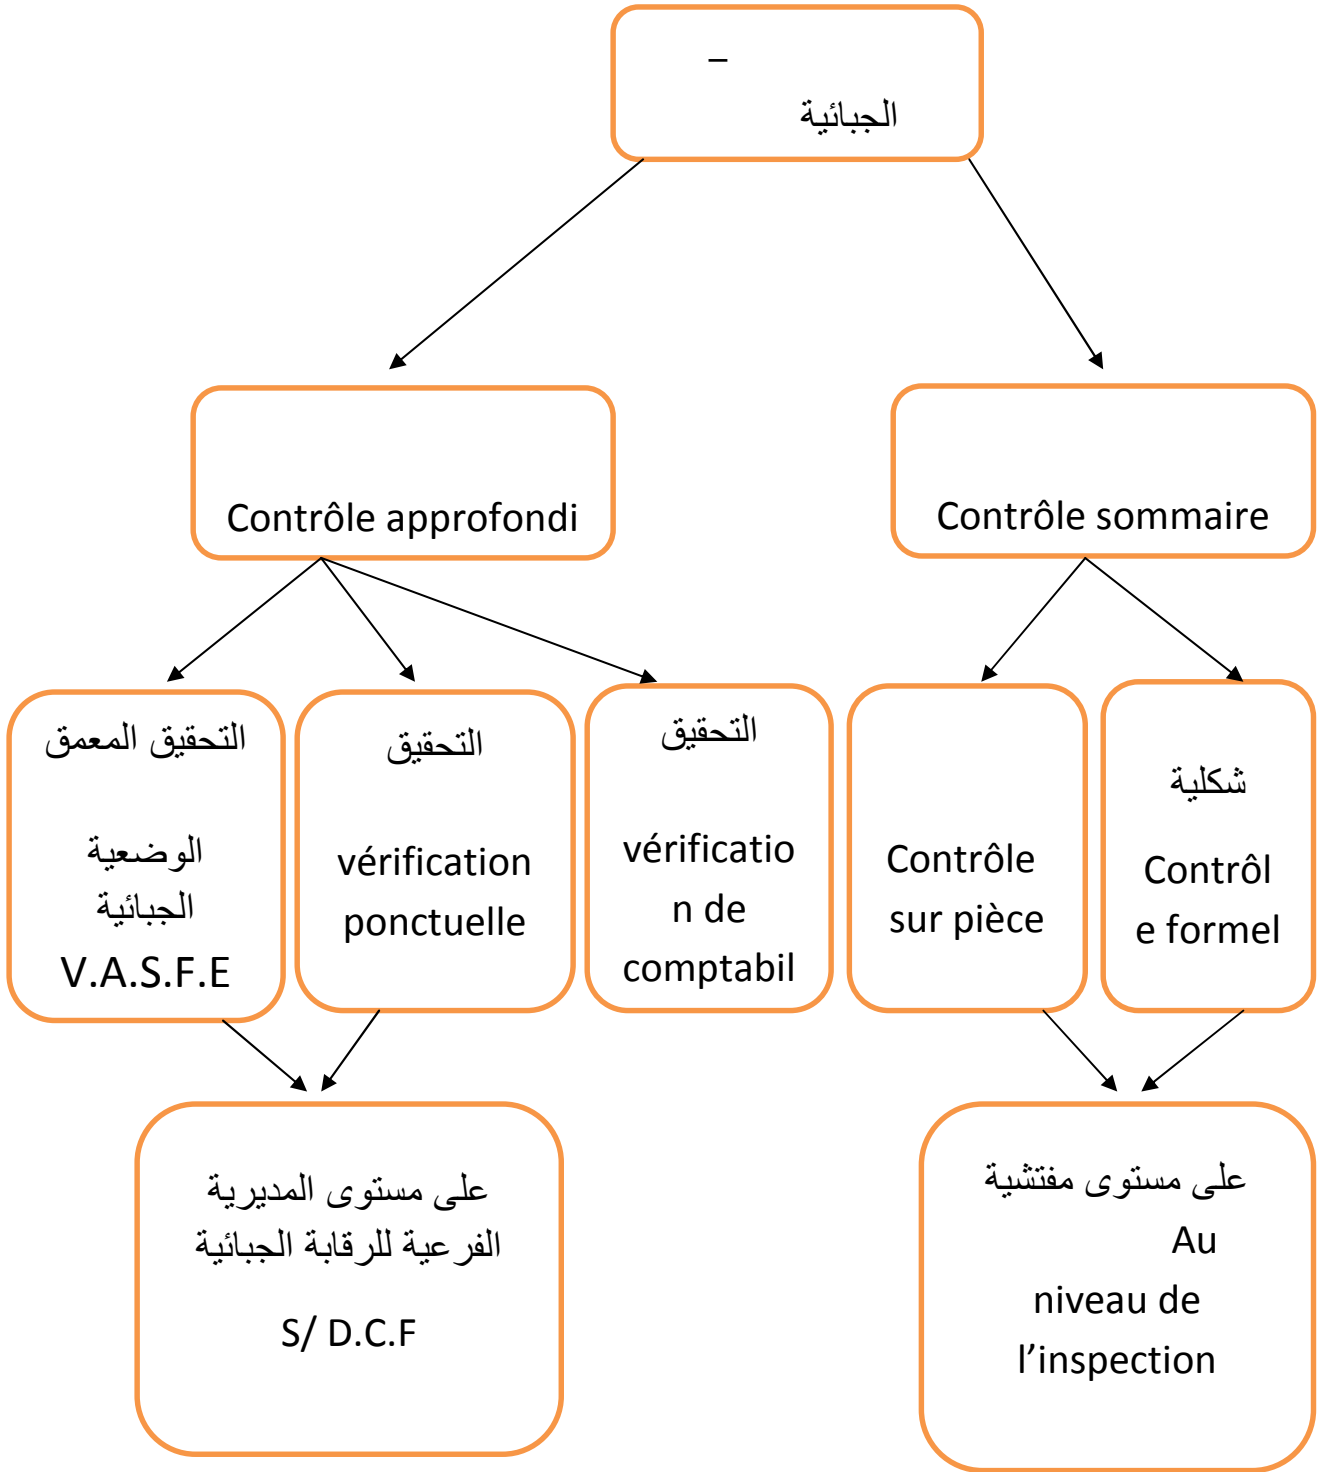 –
الجبائية
Contrôle approfondi
Contrôle sommaire
التحقيق المعمق
الوضعية
الجبائية
V.A.S.F.E
التحقيق
vérification
ponctuelle
التحقيق
vérificatio
n de
comptabil
Contrôle
sur pièce
شكلية
Contrôl
e formel
على مستوى المديرية
الفرعية للرقابة الجبائية
S/ D.C.F
على مستوى مفتشية
Au
niveau de
l’inspection